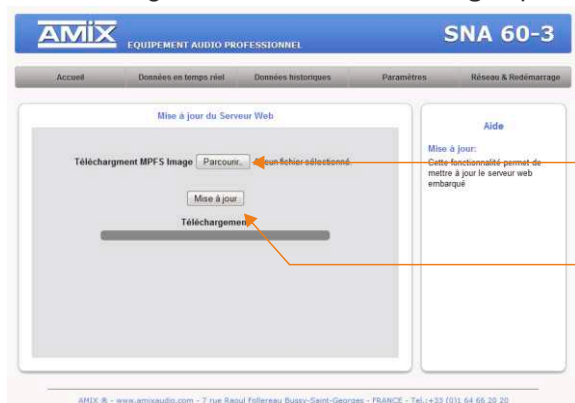 AMIX
EQUIPEMENT AUDIO PROFESSIONNEL
SNA 60-3
Accueil Données en temps réel Données historiques Paramètres Réseau & Redémarrage
Mise à jour du Serveur Web
Téléchargment MPFS Image Parcourir. fichier sélectionné.
Mise à jour
Téléchargement
Aide
Mise à jour:
Cette fonctionnalité permet de
mettre à jour le serveur web
embarqué
AMIX ® - www.amixaudio.com - 7 rue Raoul Follereau Bussy-Saint-Georges - FRANCE - Tel.:+33 (0)1 64 66 20 20